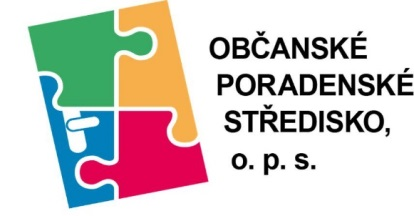 OBČANSKÉ
PORADENSKÉ
STŘEDISKO,
o. p. s.